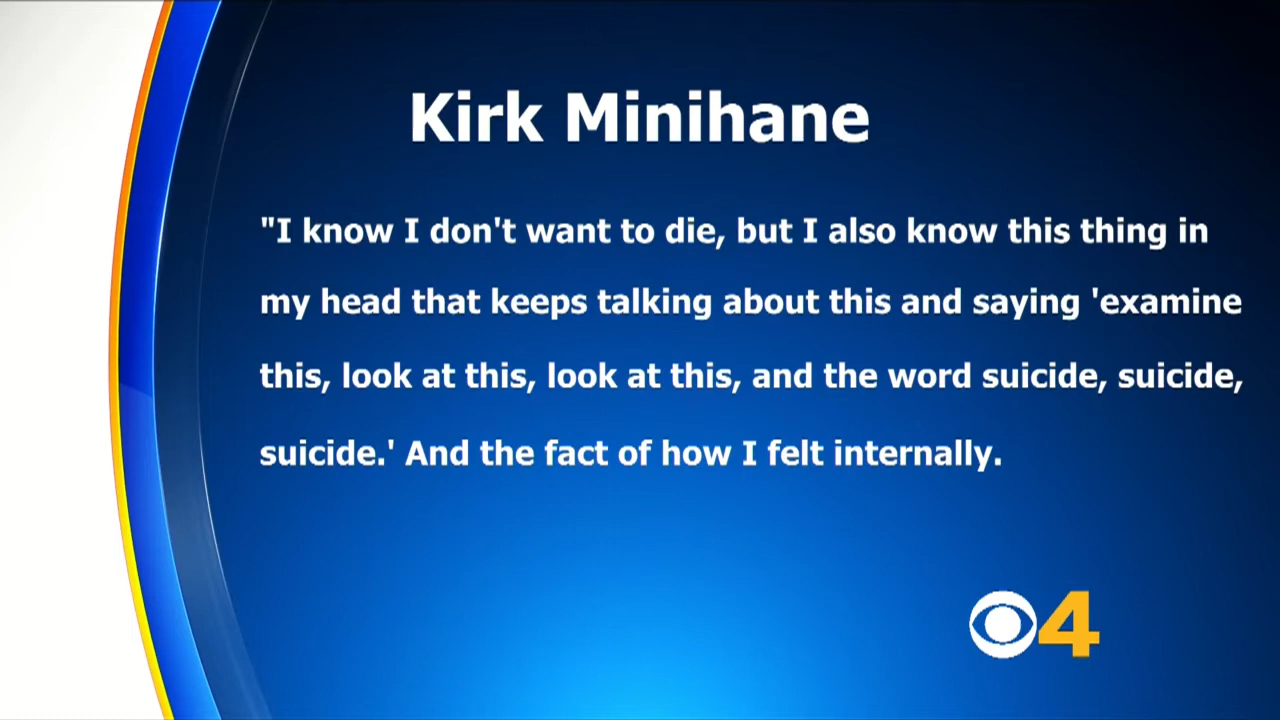 Kirk Minihane
"I know I don't want to die, but I also know this thing in
my head that keeps talking about this and saying 'examine
this, look at this, look at this, and the word suicide, suicide,
suicide.' And the fact of how I felt internally.
4